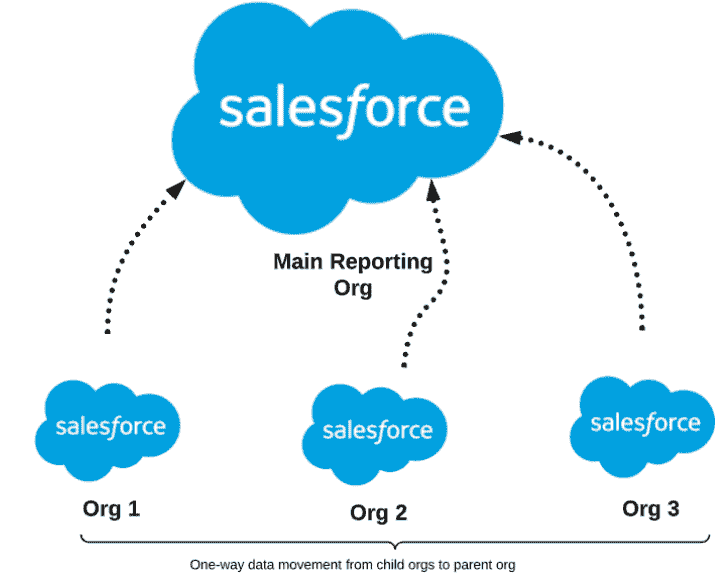 salesforce
Main Reporting
Org
salesforce
salesforce
salesforce
Org 1
Org 2
Org 3
One-way data movement from child orgs to parent org